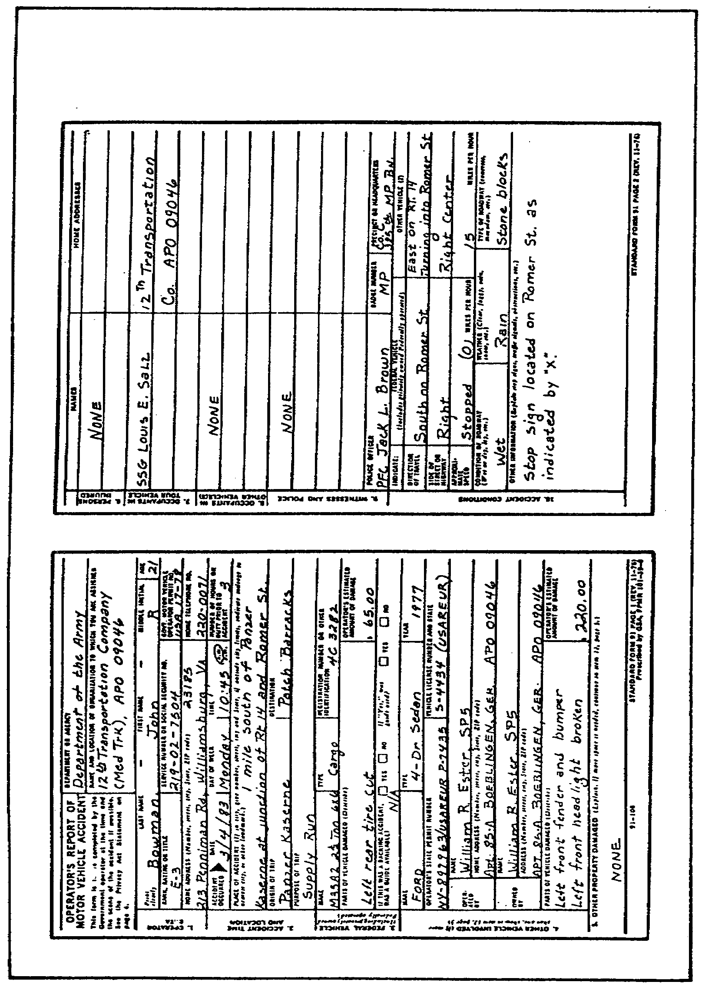 OPERATOR'S REPORT OF
MOTOR VEHICLE ACCIDENT
This form is to be completed by the
Government operator at the time and
the scene of the accident if possible.
See the Privacy Act Statement on
page 4.
DEPARTMENT OR AGENCY
Department of the Army
NAME AND LOCATION OF ORGANIZATION TO WHICH YOU ARE ASSIGNED
12th Transportation Company
(Med Trk), APO 09046
1. OPERATOR
LAST NAME – FIRST NAME – MIDDLE INITIAL
Bowman, John R
AGE
21
RANK, RATING OR TITLE
E-3
SERVICE NUMBER OR SOCIAL SECURITY NO.
219-02-7504
GOVT. MOTOR VEHICLE
OPERATOR PERMIT NO.
USA 17-78
HOME ADDRESS (Number, street, city, State, ZIP code)
213 Penniman Rd, Williamsburg, VA 23185
HOME TELEPHONE NO.
220-0071
2. ACCIDENT TIME
AND LOCATION
ACCIDENT
OCCURED
DATE
3/4/83
DAY OF WEEK
Monday
TIME
10:45
NUMBER OF HOURS ON
DUTY PRIOR TO
ACCIDENT
3
PLACE OF ACCIDENT
1 mile south of Panzer
Kaserne at junction of Rt 14 and Romer St.
ORIGIN OF TRIP
Panzer Kaserne
DESTINATION
Patch Barracks
PURPOSE OF TRIP
Supply Run
3. FEDERAL VEHICLE
MAKE
M35A2
TYPE
2½ Ton 6x6 Cargo
REGISTRATION NUMBER OR OTHER
IDENTIFICATION
4C 3282
PARTS OF VEHICLE DAMAGED (Describe)
Left rear tire cut
OPERATOR'S ESTIMATED
AMOUNT OF DAMAGE
65.00
IF THIS WAS A BACKING ACCIDENT,
WAS A GUIDE AVAILABLE?
N/A
YES NO
If "Yes," was
guide used?
YES NO
4. OTHER VEHICLE INVOLVED
MAKE
FORD
TYPE
4-Dr Sedan
YEAR
1977
OPERATOR'S STATE PERMIT NUMBER
NY-897963/USAREUR P-7435
VEHICLE LICENSE NUMBER AND STATE
S-4434 (USAREUR)
OPER-
ATED
BY
NAME
William R Ester, SP5
HOME ADDRESS (Number, street, city, State, ZIP code)
Apt. 85-A BOEBLINGEN, GER. APO 09046
OWNED
BY
NAME
William R. Ester, SP5
ADDRESS (Number, street, city, State, ZIP code)
APT. 85-A BOEBLINGEN, GER. APO 09046
PARTS OF VEHICLE DAMAGED (Describe)
Left front fender and bumper
Left front headlight broken
OPERATOR'S ESTIMATED
AMOUNT OF DAMAGE
220.00
5. OTHER PROPERTY DAMAGED
NONE
91-106
STANDARD FORM 91 PAGE 1 (REV. 11-76)
Prescribed by GSA, FPMR
NAMES
HOME ADDRESSES
6. PERSONS
INJURED
NONE
7. OCCUPANTS IN
YOUR VEHICLE
SSG LOUIS E. SALZ
12Th Transportation
Co. APO 09046
8. OCCUPANTS IN
OTHER VEHICLE(S)
NONE
9. WITNESSES AND POLICE
NONE
POLICE OFFICER
PFC Jack L. Brown
BADGE NUMBER
MP
PRECINCT OR HEADQUARTERS
Co. C
385th MP BN.
10. ACCIDENT CONDITIONS
INDICATE:
FEDERAL VEHICLE
(Includes privately owned Federally operated)
OTHER VEHICLE (2)
DIRECTION
OF TRAVEL
South on Romer St.
East on Rt. 14
Turning into Romer St
SIDE OF
STREET OR
HIGHWAY
Right
Right Center
APPROXI-
MATE
SPEED
Stopped (0) MILES PER HOUR
15 MILES PER HOUR
CONDITION OF ROADWAY
(Wet or dry, icy, etc.)
Wet
WEATHER (Clear, foggy, rain,
snow, etc.)
Rain
TYPE OF ROADWAY (concrete,
macadam, etc.)
Stone blocks
OTHER INFORMATION (Explain stop signs, traffic signals, obstructions, etc.)
Stop sign located on Romer St. as
indicated by "X".
STANDARD FORM 91 PAGE 2 (REV. 11-76)